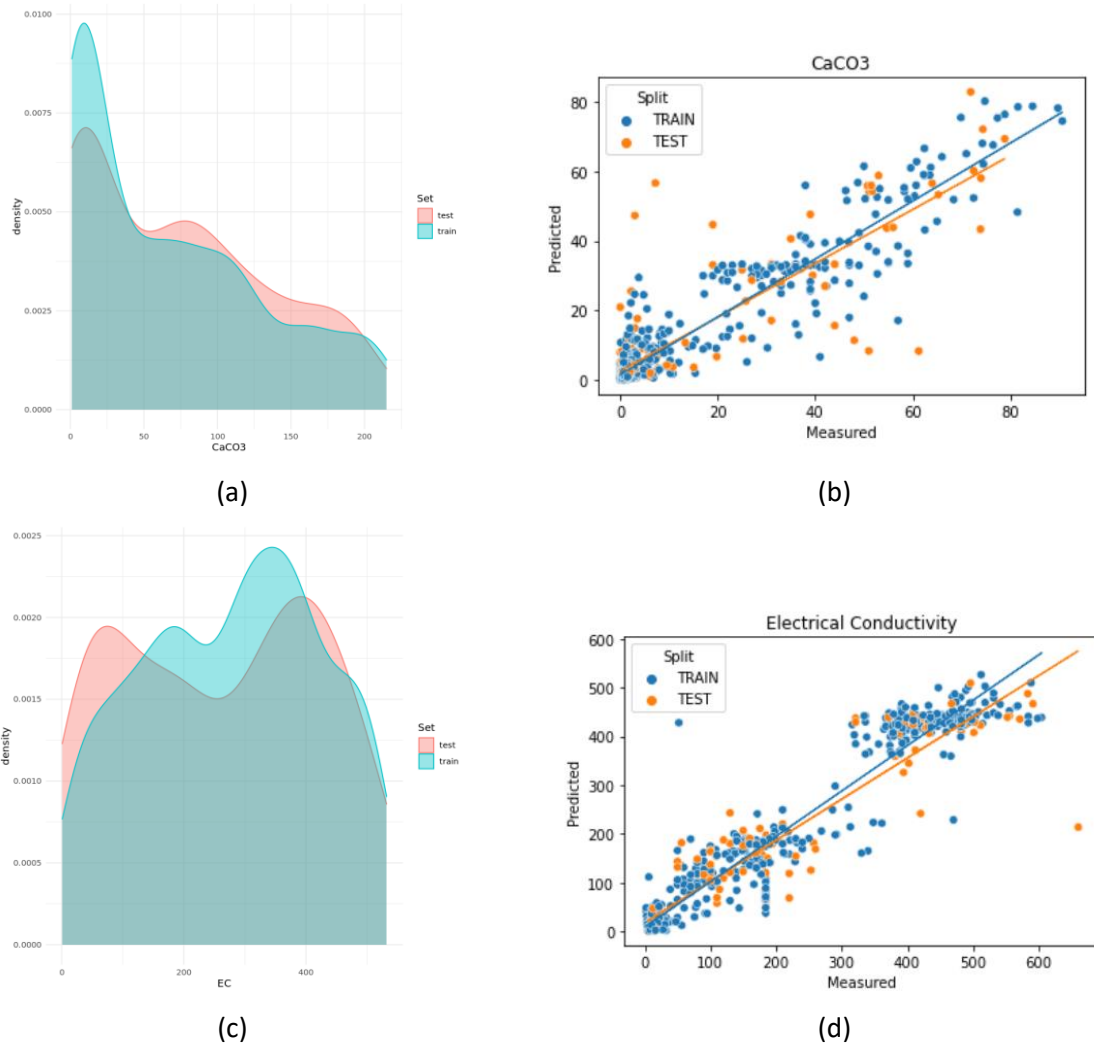 0.0100
0.0075
0.0050
0.0025
0.0000
density
0
50
100
150
200
CaCO3
Set
test
train
(a)
CaCO3
Split
TRAIN
TEST
80
60
40
20
0
Predicted
0
20
40
60
80
Measured
(b)
0.0025
0.0020
0.0015
0.0010
0.0005
0.0000
density
0
200
400
EC
Set
test
train
(c)
Electrical Conductivity
Split
TRAIN
TEST
600
500
400
300
200
100
0
Predicted
0
100
200
300
400
500
600
Measured
(d)